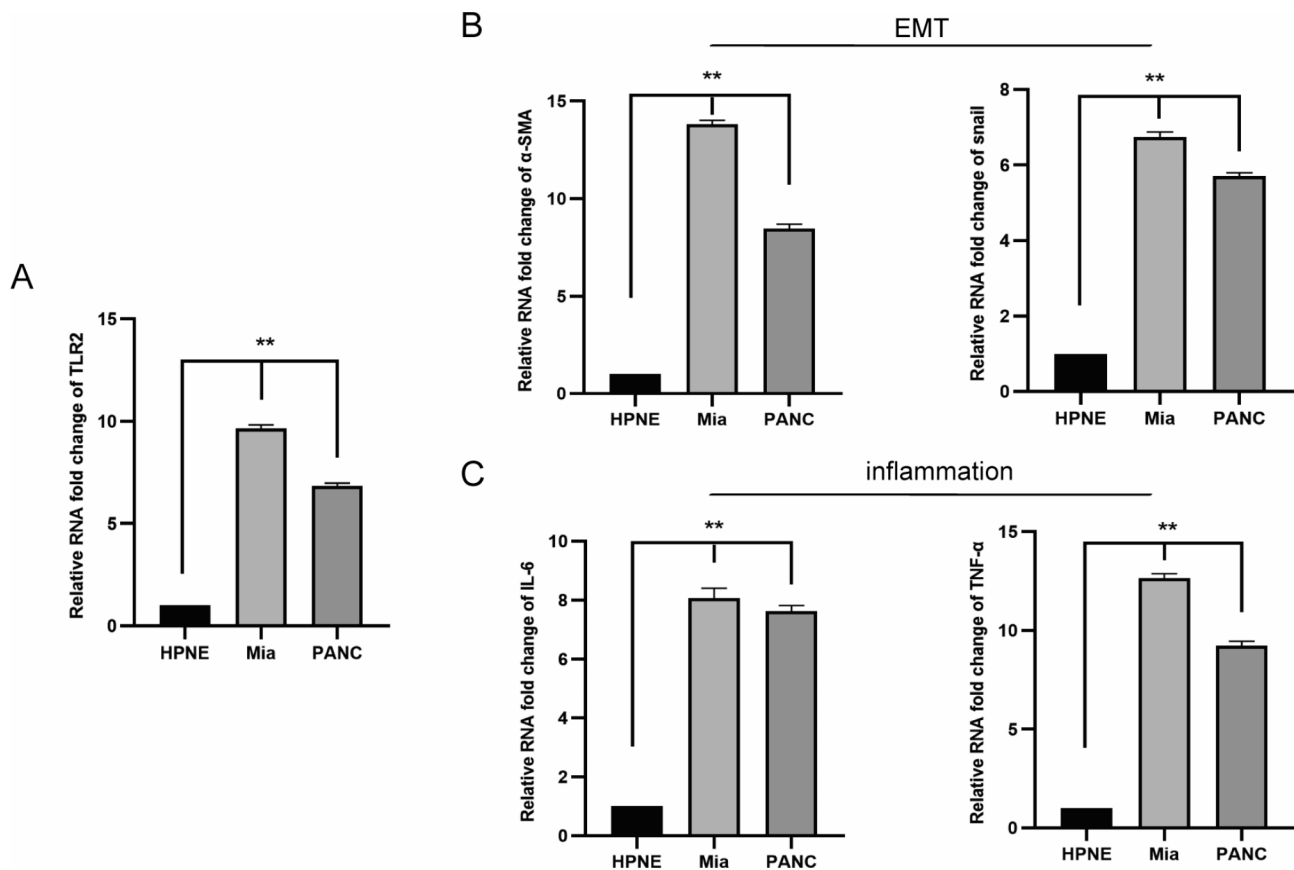 A
Relative RNA fold change of TLR2
15
10
5
0
**
HPNE Mia PANC
B
EMT
Relative RNA fold change of α-SMA
15
10
5
0
**
HPNE Mia PANC
Relative RNA fold change of snail
8
6
4
2
0
**
HPNE Mia PANC
C
inflammation
Relative RNA fold change of IL-6
10
8
6
4
2
0
**
HPNE Mia PANC
Relative RNA fold change of TNF-α
15
10
5
0
**
HPNE Mia PANC